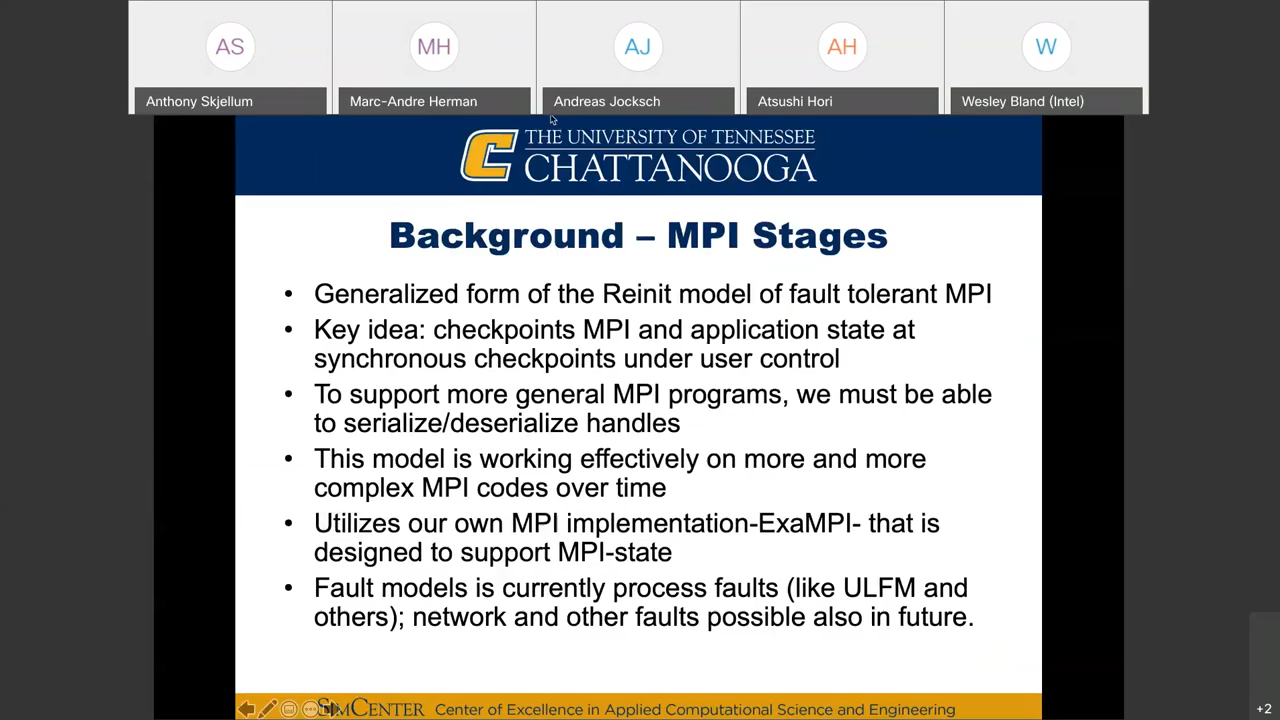 AS
MH
AJ
AH
W
Anthony Skjellum
Marc-Andre Herman
Andreas Jocksch
Atsushi Hori
Wesley Bland (Intel)
C
THE UNIVERSITY OF TENNESSEE
CHATTANOOGA
Background – MPI Stages
• Generalized form of the Reinit model of fault tolerant MPI
• Key idea: checkpoints MPI and application state at
synchronous checkpoints under user control
• To support more general MPI programs, we must be able
to serialize/deserialize handles
• This model is working effectively on more and more
complex MPI codes over time
• Utilizes our own MPI implementation-ExaMPI- that is
designed to support MPI-state
• Fault models is currently process faults (like ULFM and
others); network and other faults possible also in future.
SIMCENTER Center of Excellence in Applied Computational Science and Engineering
+2